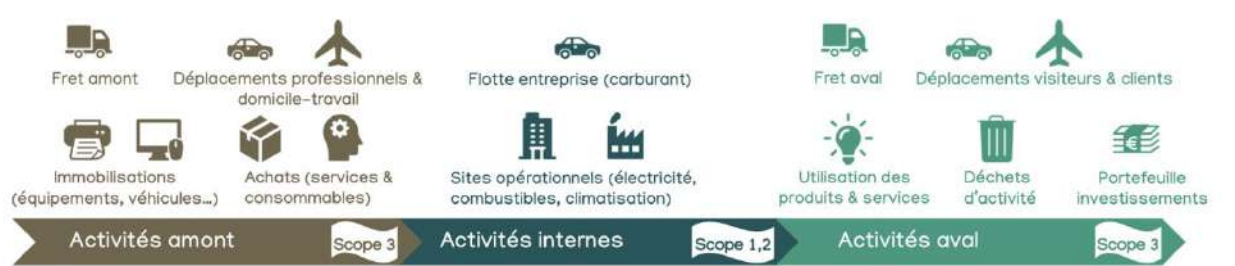 Fret amont
Déplacements professionnels &
domicile-travail
Flotte entreprise (carburant)
Fret aval
Déplacements visiteurs & clients
Immobilisations
(équipements, véhicules...)
Achats (services &
consommables)
Sites opérationnels (électricité,
combustibles, climatisation)
Utilisation des
produits & services
Déchets
d'activité
€
Portefeuille
investissements
Activités amont
Scope 3
Activités internes
Scope 1,2
Activités aval
Scope 3